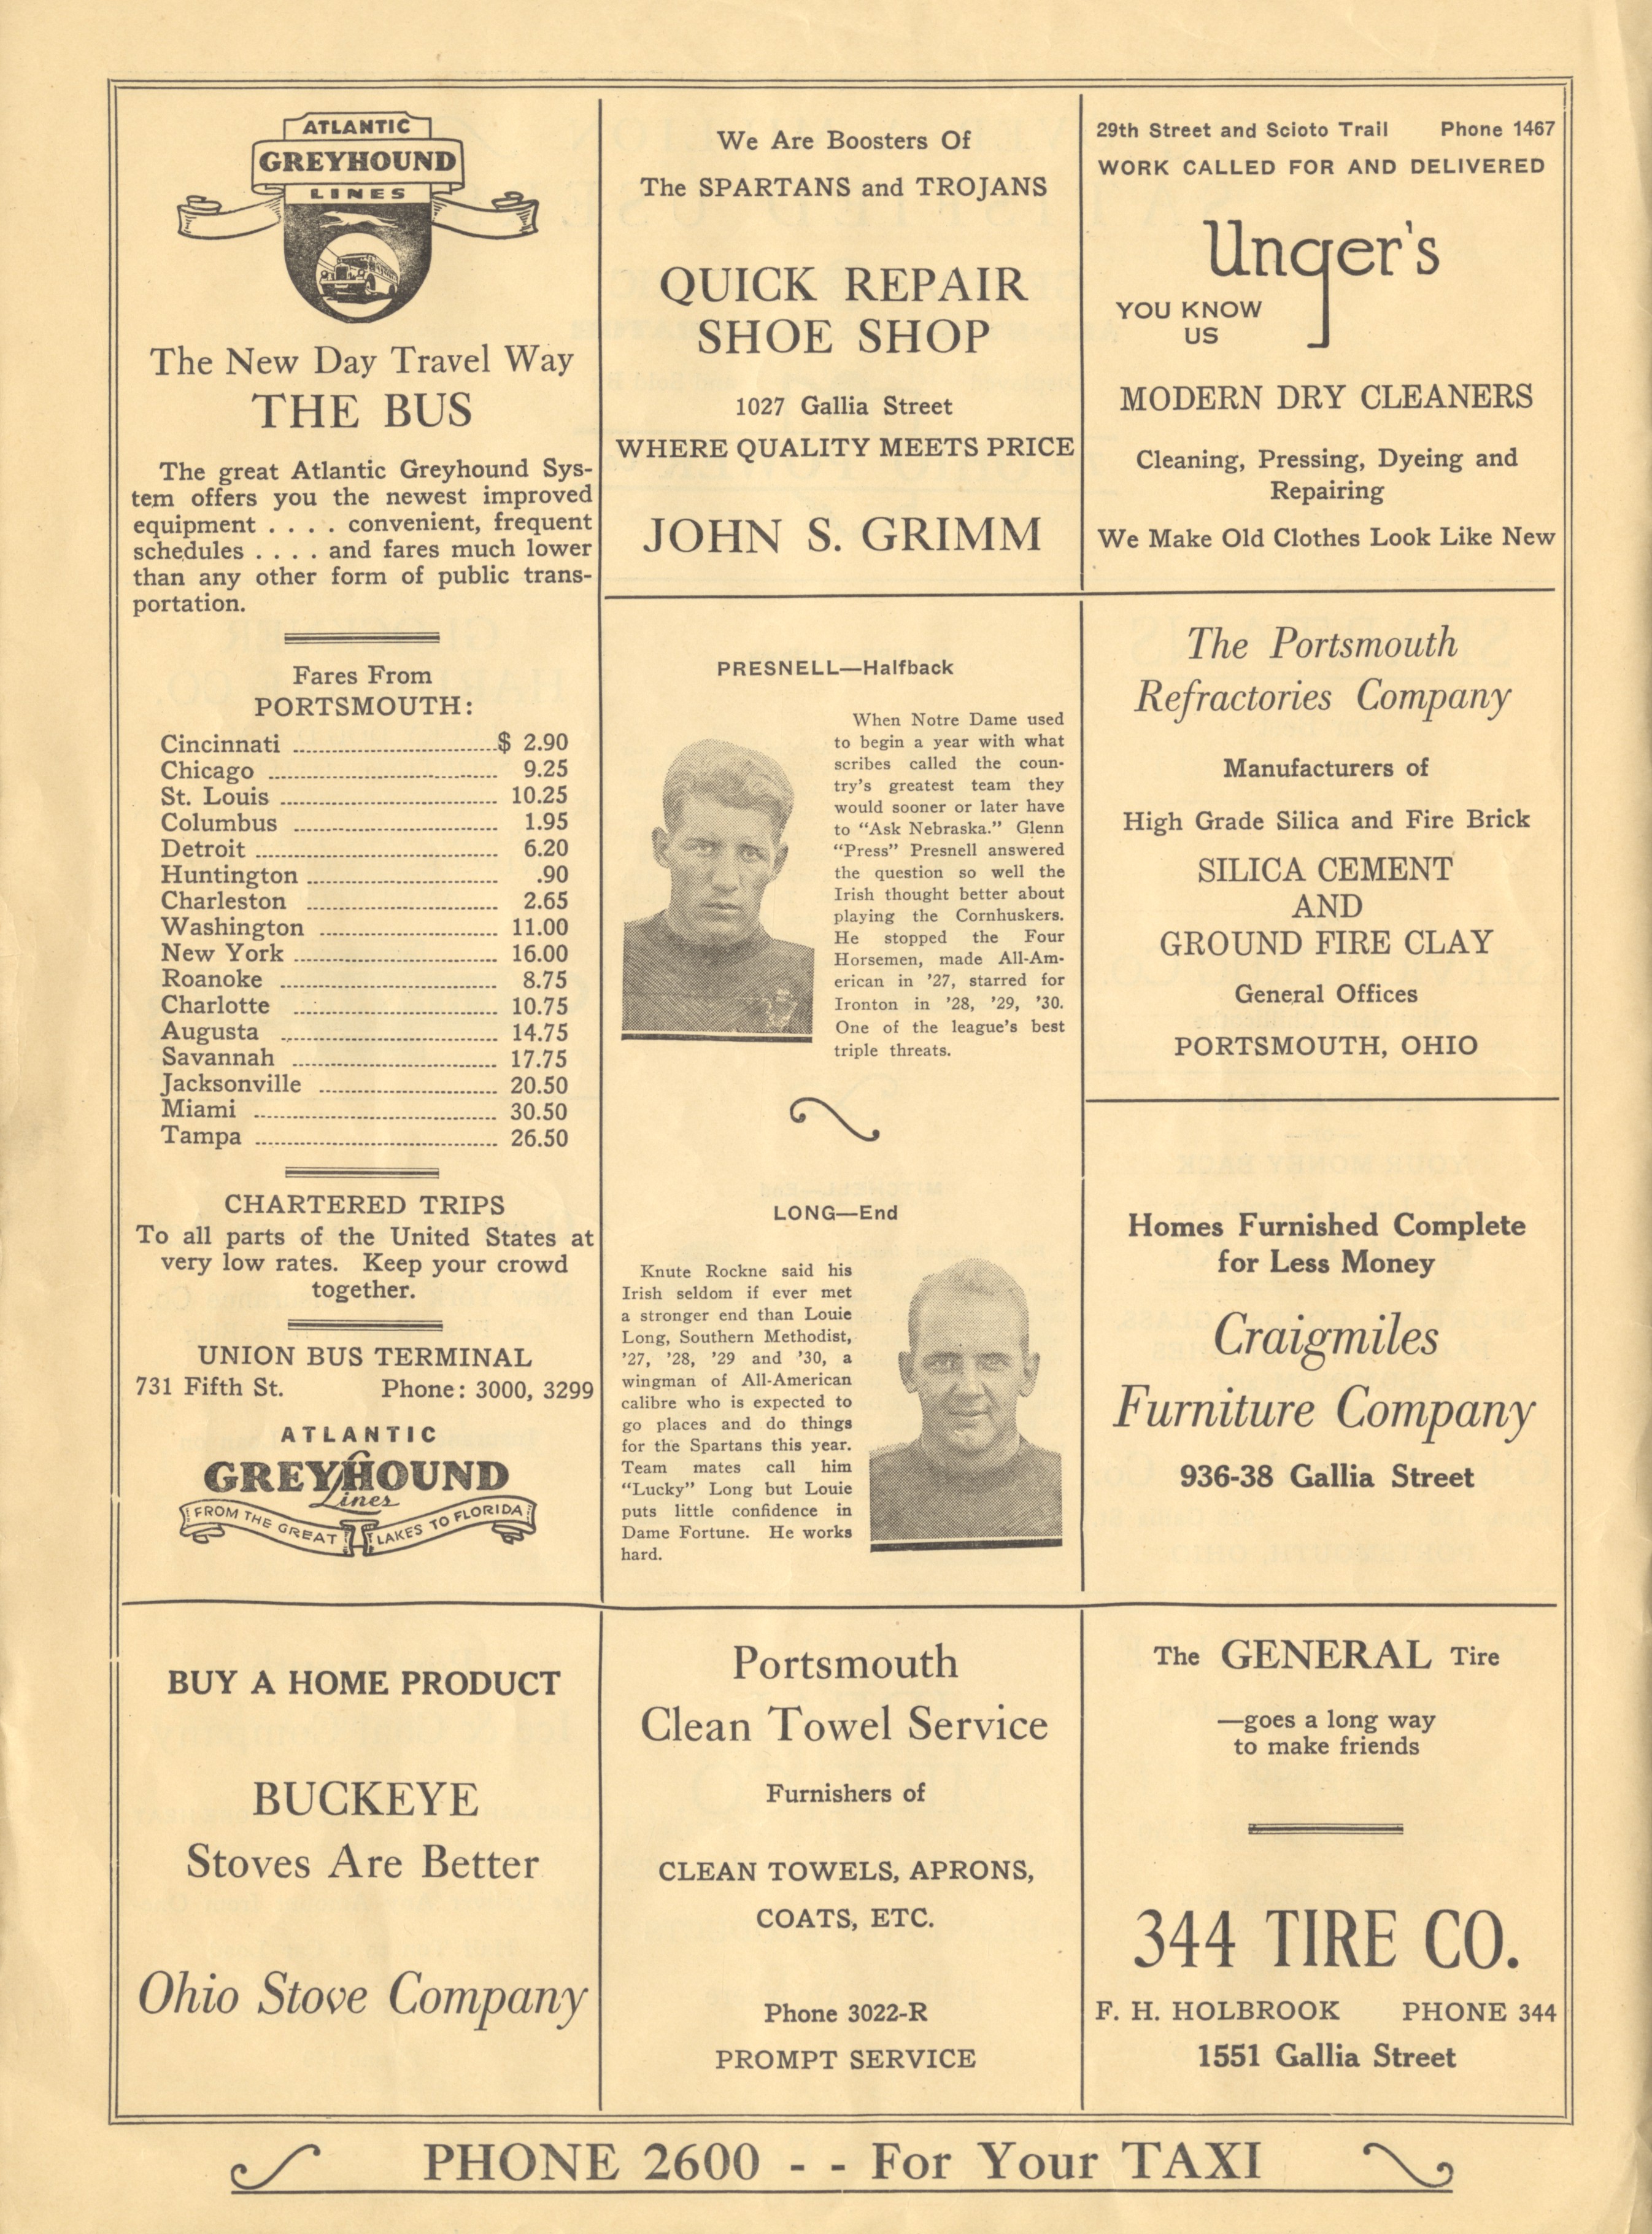 ATLANTIC
GREYHOUND
LINES
The New Day Travel Way
THE BUS
The great Atlantic Greyhound Sys-
tem offers you the newest improved
equipment . . . . convenient, frequent
schedules . . . . and fares much lower
than any other form of public trans-
portation.
Fares From
PORTSMOUTH:
Cincinnati ........ $ 2.90
Chicago ........ 9.25
St. Louis ........ 10.25
Columbus ........ 1.95
Detroit ........ 6.20
Huntington ........ .90
Charleston ........ 2.65
Washington ........ 11.00
New York ........ 16.00
Roanoke ........ 8.75
Charlotte ........ 10.75
Augusta ........ 14.75
Savannah ........ 17.75
Jacksonville ........ 20.50
Miami ........ 30.50
Tampa ........ 26.50
CHARTERED TRIPS
To all parts of the United States at
very low rates. Keep your crowd
together.
UNION BUS TERMINAL
731 Fifth St. Phone: 3000, 3299
ATLANTIC
GREYHOUND
Lines
FROM THE GREAT LAKES TO FLORIDA
We Are Boosters Of
The SPARTANS and TROJANS
QUICK REPAIR
SHOE SHOP
1027 Gallia Street
WHERE QUALITY MEETS PRICE
JOHN S. GRIMM
29th Street and Scioto Trail Phone 1467
WORK CALLED FOR AND DELIVERED
Unger's
YOU KNOW
US
MODERN DRY CLEANERS
Cleaning, Pressing, Dyeing and
Repairing
We Make Old Clothes Look Like New
PRESNELL—Halfback
When Notre Dame used
to begin a year with what
scribes called the coun-
try's greatest team they
would sooner or later have
to "Ask Nebraska." Glenn
"Press" Presnell answered
the question so well the
Irish thought better about
playing the Cornhuskers.
He stopped the Four
Horsemen, made All-Am-
erican in '27, starred for
Ironton in '28, '29, '30.
One of the league's best
triple threats.
LONG—End
Knute Rockne said his
Irish seldom if ever met
a stronger end than Louie
Long, Southern Methodist,
'27, '28, '29 and '30, a
wingman of All-American
calibre who is expected to
go places and do things
for the Spartans this year.
Team mates call him
"Lucky" Long but Louie
puts little confidence in
Dame Fortune. He works
hard.
The Portsmouth
Refractories Company
Manufacturers of
High Grade Silica and Fire Brick
SILICA CEMENT
AND
GROUND FIRE CLAY
General Offices
PORTSMOUTH, OHIO
Homes Furnished Complete
for Less Money
Craigmiles
Furniture Company
936-38 Gallia Street
BUY A HOME PRODUCT
BUCKEYE
Stoves Are Better
Ohio Stove Company
Portsmouth
Clean Towel Service
Furnishers of
CLEAN TOWELS, APRONS,
COATS, ETC.
Phone 3022-R
PROMPT SERVICE
The GENERAL Tire
—goes a long way
to make friends
344 TIRE CO.
F. H. HOLBROOK PHONE 344
1551 Gallia Street
PHONE 2600 - - For Your TAXI